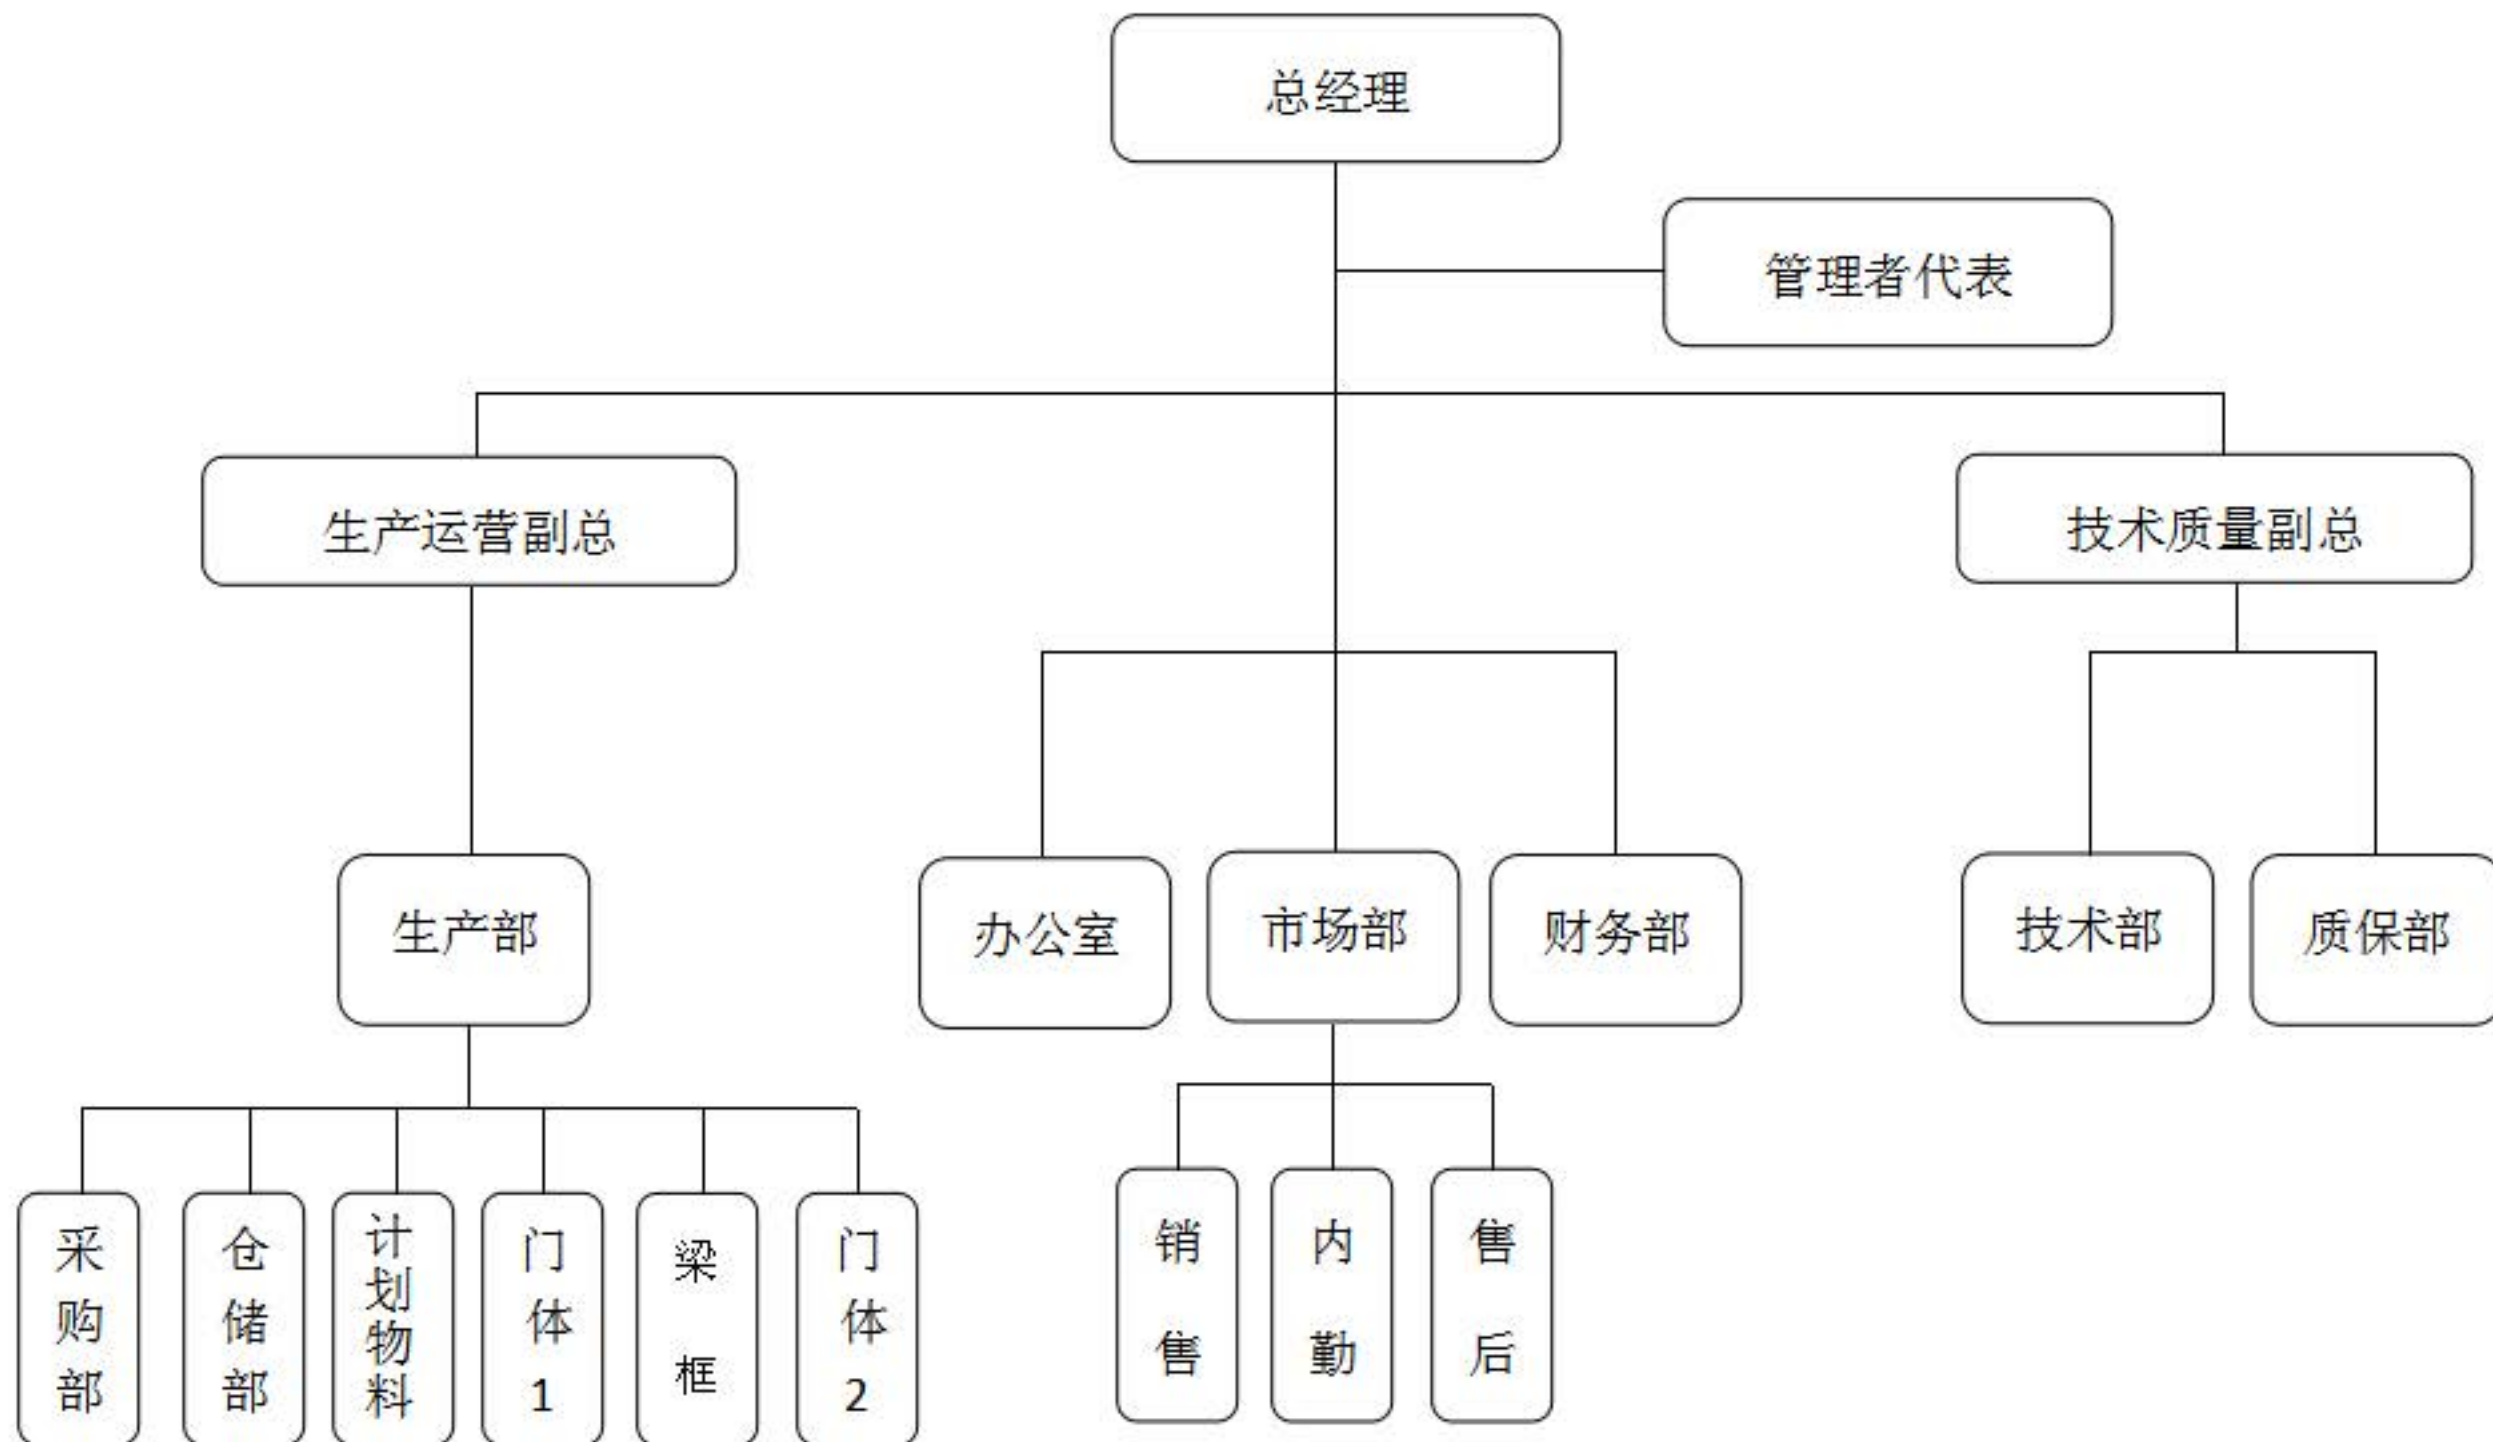 总经理
管理者代表
生产运营副总
技术质量副总
生产部
办公室
市场部
财务部
技术部
质保部
采购部
仓储部
计划物料
门体1
梁框
门体2
销售
内勤
售后